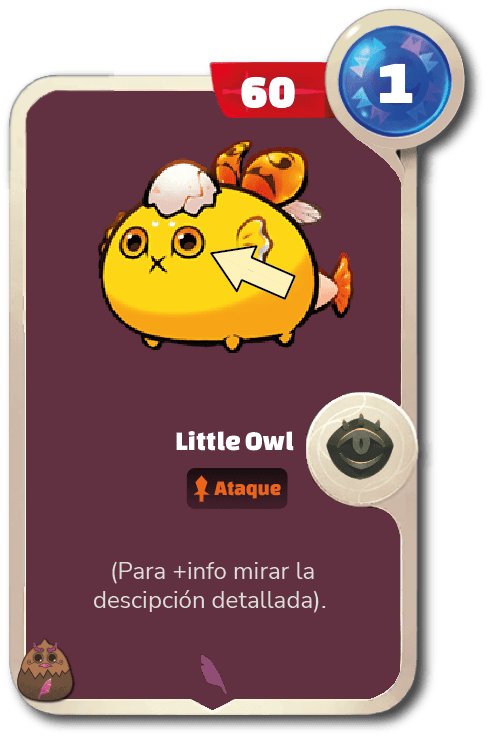 60
1
Little Owl
Ataque
(Para +info mirar la
descipción detallada).